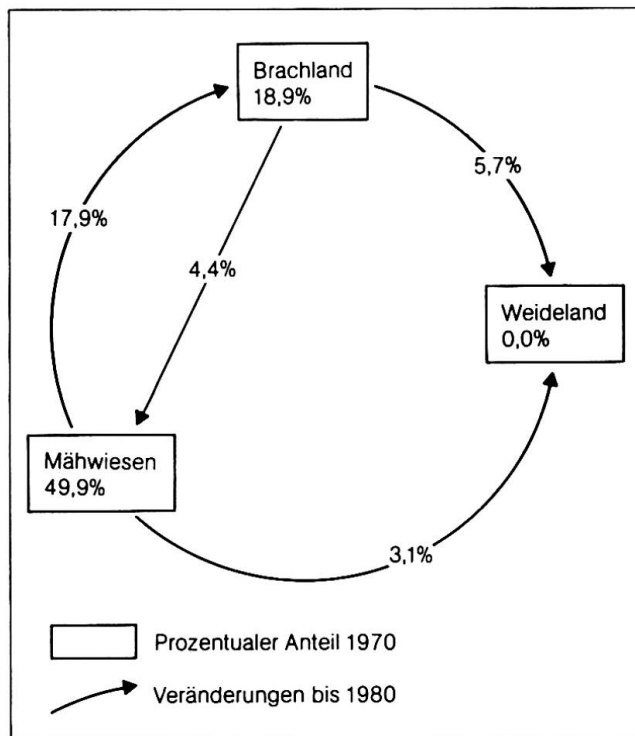 Brachland
18,9%
5,7%
17,9%
4,4%
Weideland
0,0%
Mähwiesen
49,9%
3,1%
Prozentualer Anteil 1970
Veränderungen bis 1980